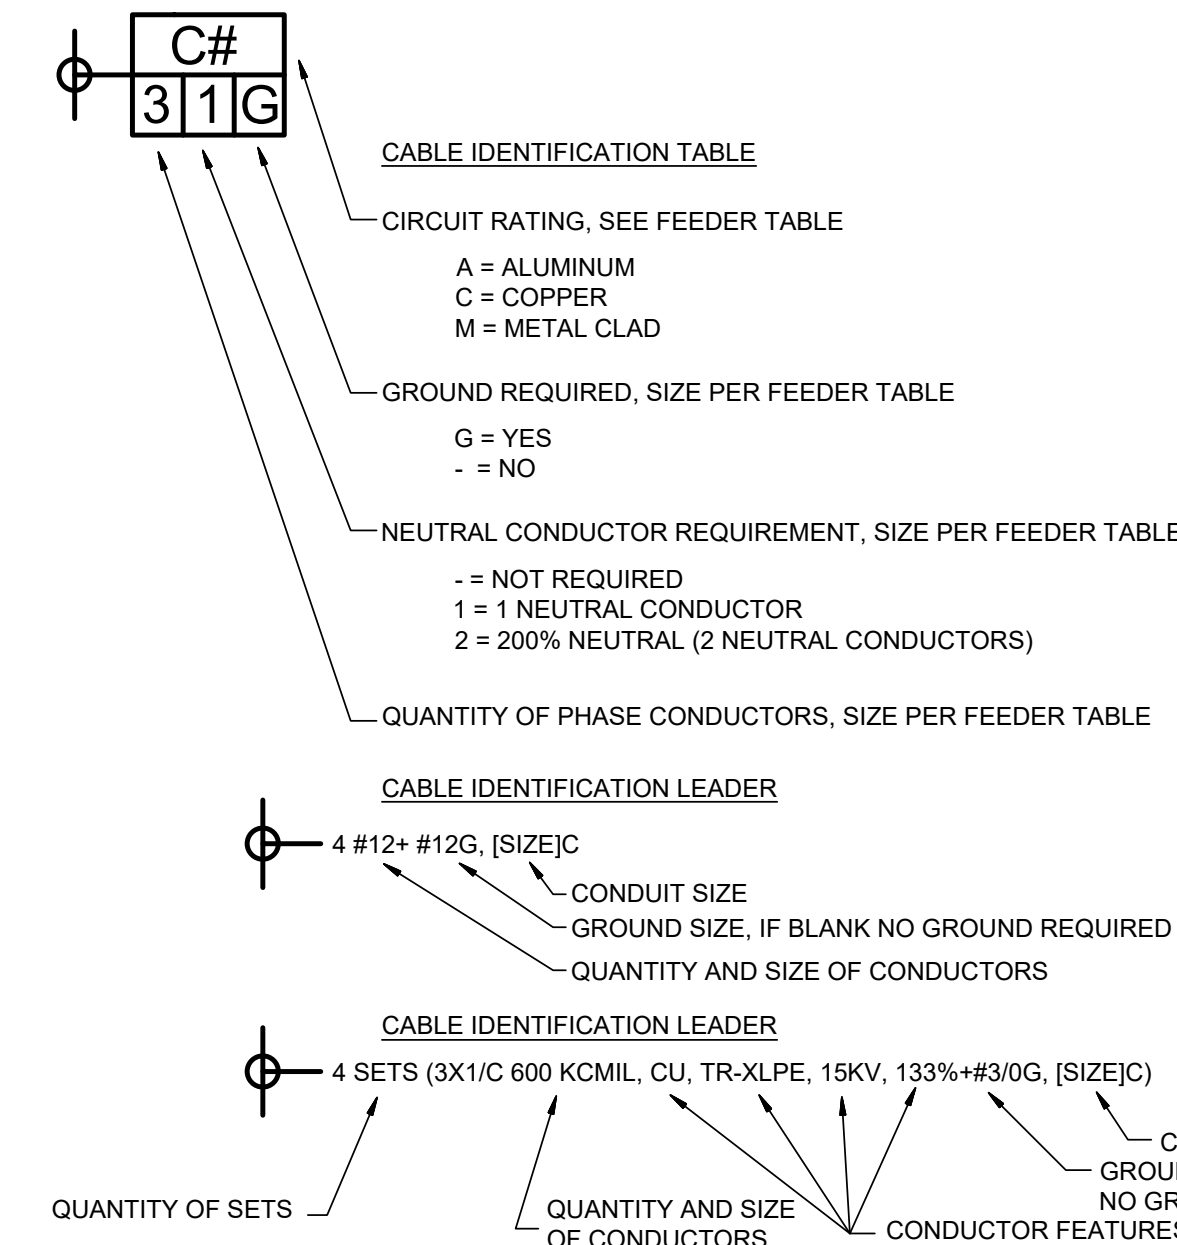 C#
3 1 G
CABLE IDENTIFICATION TABLE
CIRCUIT RATING, SEE FEEDER TABLE
A = ALUMINUM
C = COPPER
M = METAL CLAD
GROUND REQUIRED, SIZE PER FEEDER TABLE
G = YES
- = NO
NEUTRAL CONDUCTOR REQUIREMENT, SIZE PER FEEDER TABLE
- = NOT REQUIRED
1 = 1 NEUTRAL CONDUCTOR
2 = 200% NEUTRAL (2 NEUTRAL CONDUCTORS)
QUANTITY OF PHASE CONDUCTORS, SIZE PER FEEDER TABLE
CABLE IDENTIFICATION LEADER
4 #12+ #12G, [SIZE]C
CONDUIT SIZE
GROUND SIZE, IF BLANK NO GROUND REQUIRED
QUANTITY AND SIZE OF CONDUCTORS
CABLE IDENTIFICATION LEADER
4 SETS (3X1/C 600 KCMIL, CU, TR-XLPE, 15KV, 133%+#3/0G, [SIZE]C)
QUANTITY OF SETS
QUANTITY AND SIZE
OF CONDUCTORS
CONDUCTOR FEATURES
NO